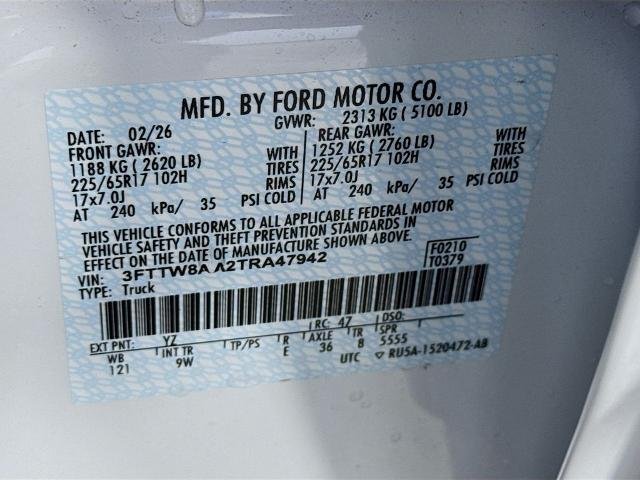 MFD. BY FORD MOTOR CO.
DATE: 02/26 GVWR: 2313 KG ( 5100 LB)
FRONT GAWR: REAR GAWR:
1188 KG ( 2620 LB) WITH 1252 KG ( 2760 LB) WITH
225/65R17 102H TIRES 225/65R17 102H TIRES
17x7.0J RIMS 17x7.0J RIMS
AT 240 kPa/ 35 PSI COLD AT 240 kPa/ 35 PSI COLD
THIS VEHICLE CONFORMS TO ALL APPLICABLE FEDERAL MOTOR
VEHICLE SAFETY AND THEFT PREVENTION STANDARDS IN
EFFECT ON THE DATE OF MANUFACTURE SHOWN ABOVE.
VIN: 3FTTW8AA2TRA47942 F0210
TYPE: Truck T0379
EXT PNT: YZ RC: 47 DSO:
WB INT TR TP/PS R AXLE TR SPR
121 9W E 36 8 5555
UTC RU5A-1520472-AB